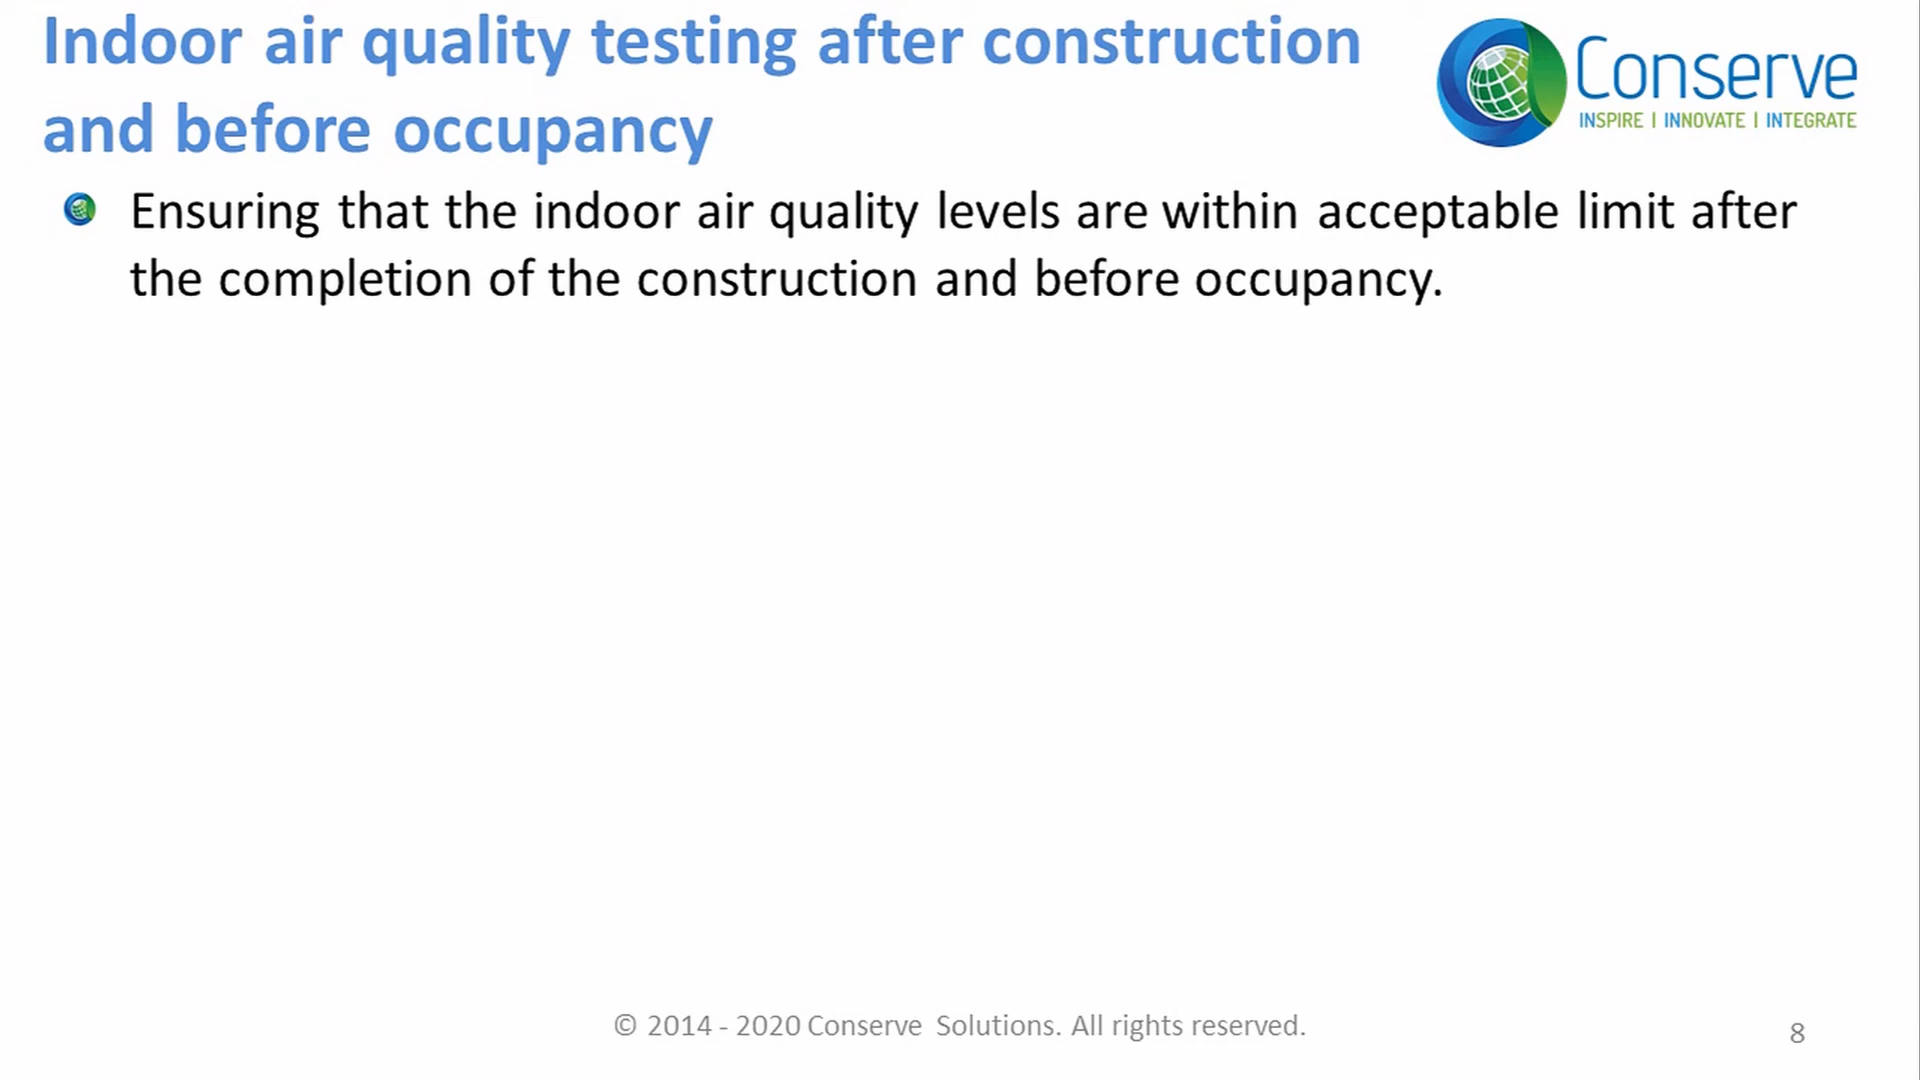 Indoor air quality testing after construction
and before occupancy
Conserve
INSPIRE | INNOVATE | INTEGRATE
Ensuring that the indoor air quality levels are within acceptable limit after
the completion of the construction and before occupancy.
© 2014 - 2020 Conserve Solutions. All rights reserved.
8